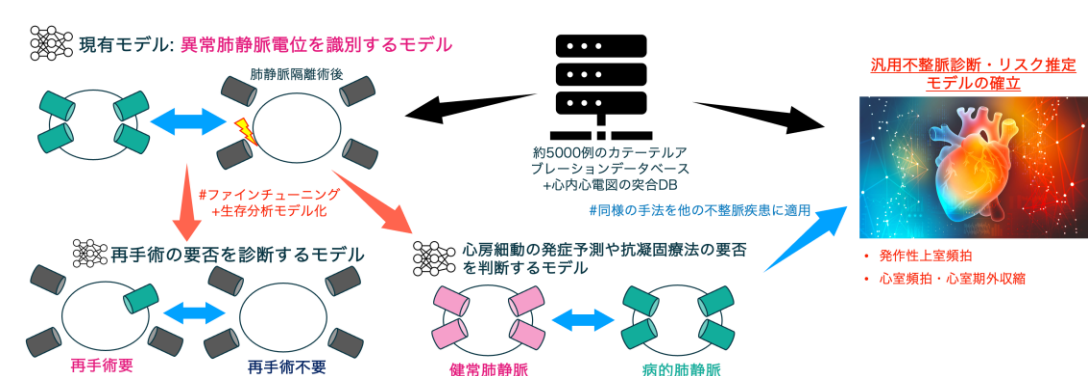 現有モデル: 異常肺静脈電位を識別するモデル
肺静脈隔離術後
約5000例のカテーテルア
ブレーションデータベース
+心内心電図の突合DB
汎用不整脈診断・リスク推定
モデルの確立
#ファインチューニング
+生存分析モデル化
#同様の手法を他の不整脈疾患に適用
再手術の要否を診断するモデル
心房細動の発症予測や抗凝固療法の要否
を判断するモデル
• 発作性上室頻拍
• 心室頻拍・心室期外収縮
再手術要
再手術不要
健常肺静脈
病的肺静脈